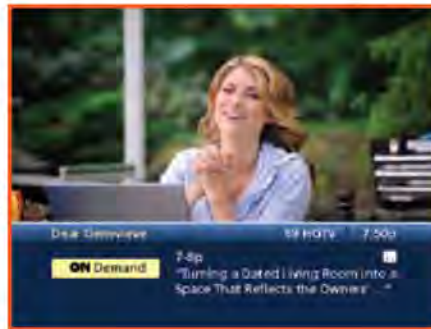 Dear Genevieve 59 HGTV 7:50p
7-8p
ON Demand
"Turning a Dated Living Room into a
Space That Reflects the Owners' ..."